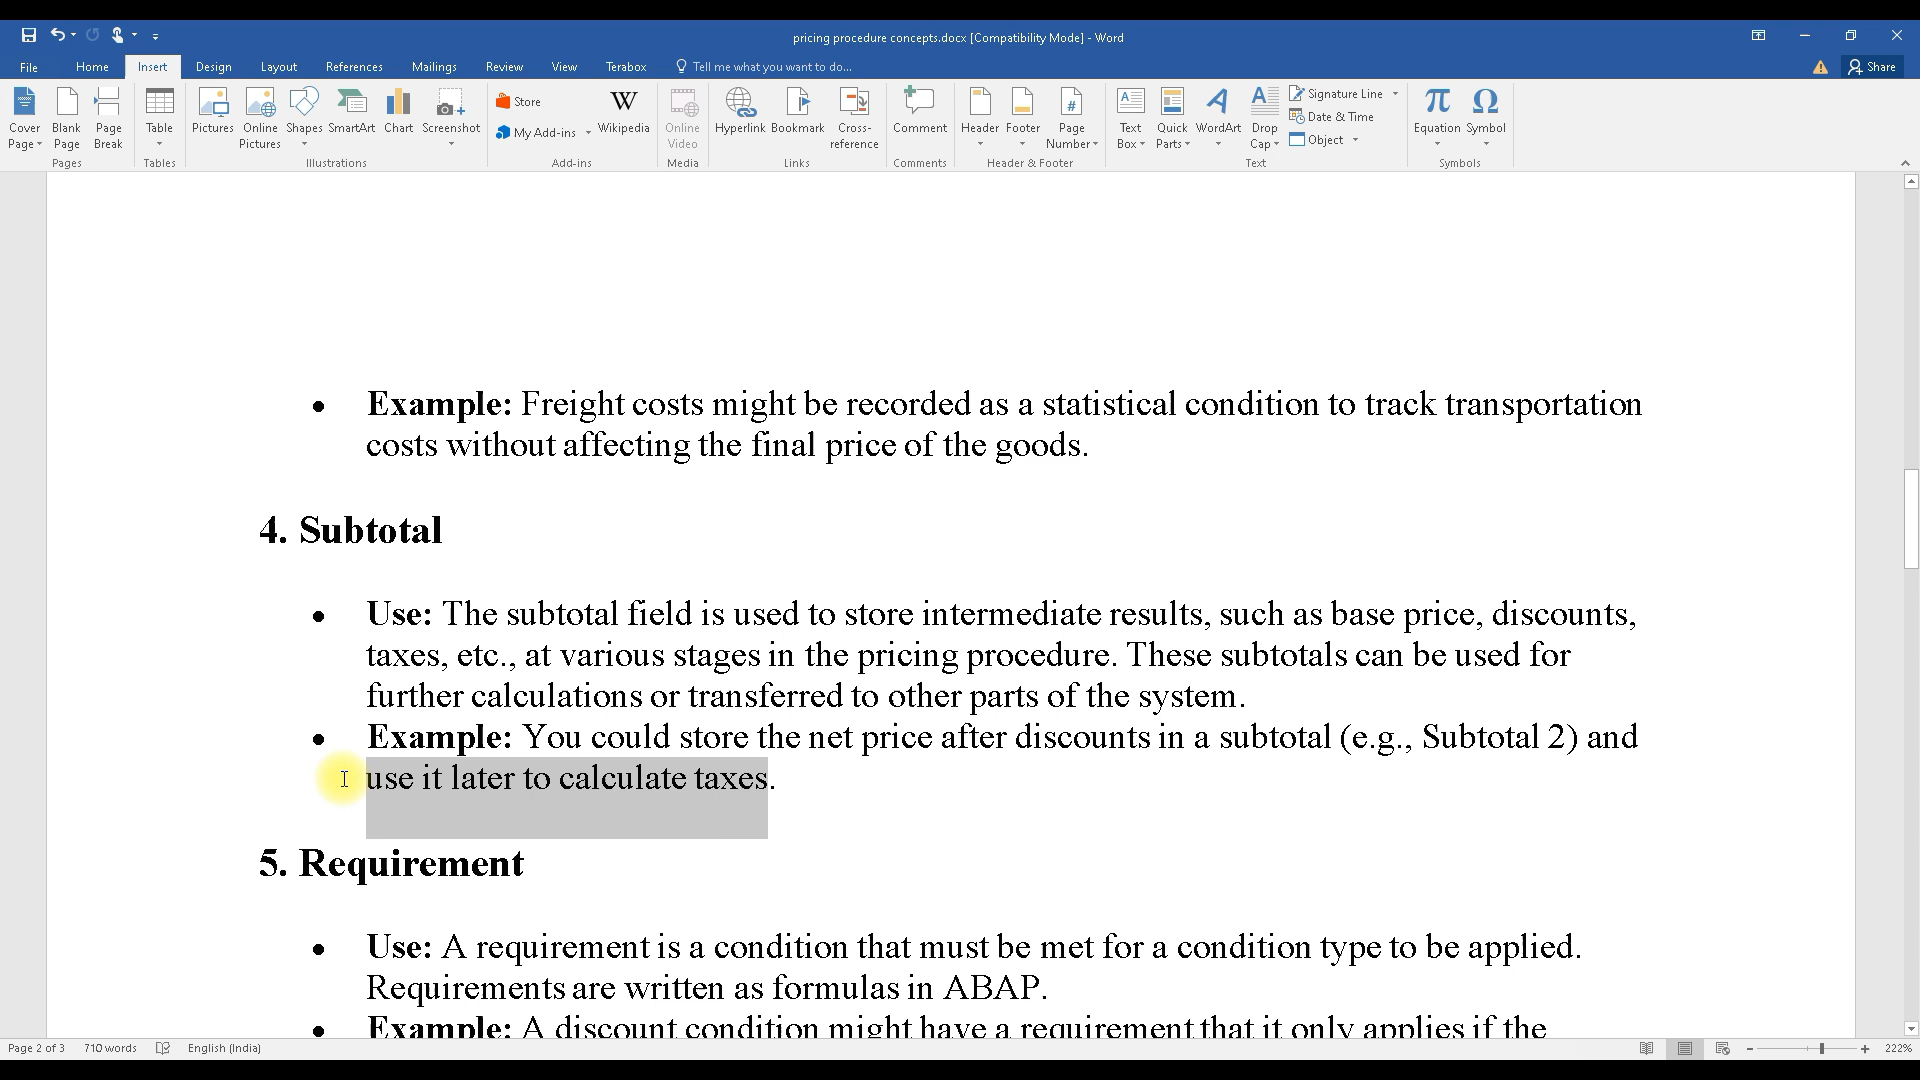 pricing procedure concepts.docx [Compatibility Mode] - Word
File Home Insert Design Layout References Mailings Review View Terabox Tell me what you want to do... Share
Cover Page
Blank Page
Page Break
Pages
Table
Tables
Pictures
Online Pictures
Shapes
SmartArt
Chart
Screenshot
Illustrations
Store
My Add-ins
Wikipedia
Add-ins
Online Video
Media
Hyperlink
Bookmark
Cross-reference
Links
Comment
Comments
Header
Footer
Page Number
Header & Footer
Text Box
Quick Parts
WordArt
Drop Cap
Signature Line
Date & Time
Object
Text
Equation
Symbol
Symbols
• Example: Freight costs might be recorded as a statistical condition to track transportation
costs without affecting the final price of the goods.
4. Subtotal
• Use: The subtotal field is used to store intermediate results, such as base price, discounts,
taxes, etc., at various stages in the pricing procedure. These subtotals can be used for
further calculations or transferred to other parts of the system.
• Example: You could store the net price after discounts in a subtotal (e.g., Subtotal 2) and
use it later to calculate taxes.
5. Requirement
• Use: A requirement is a condition that must be met for a condition type to be applied.
Requirements are written as formulas in ABAP.
• Example: A discount condition might have a requirement that it only applies if the
Page 2 of 3 710 words English (India) 222%